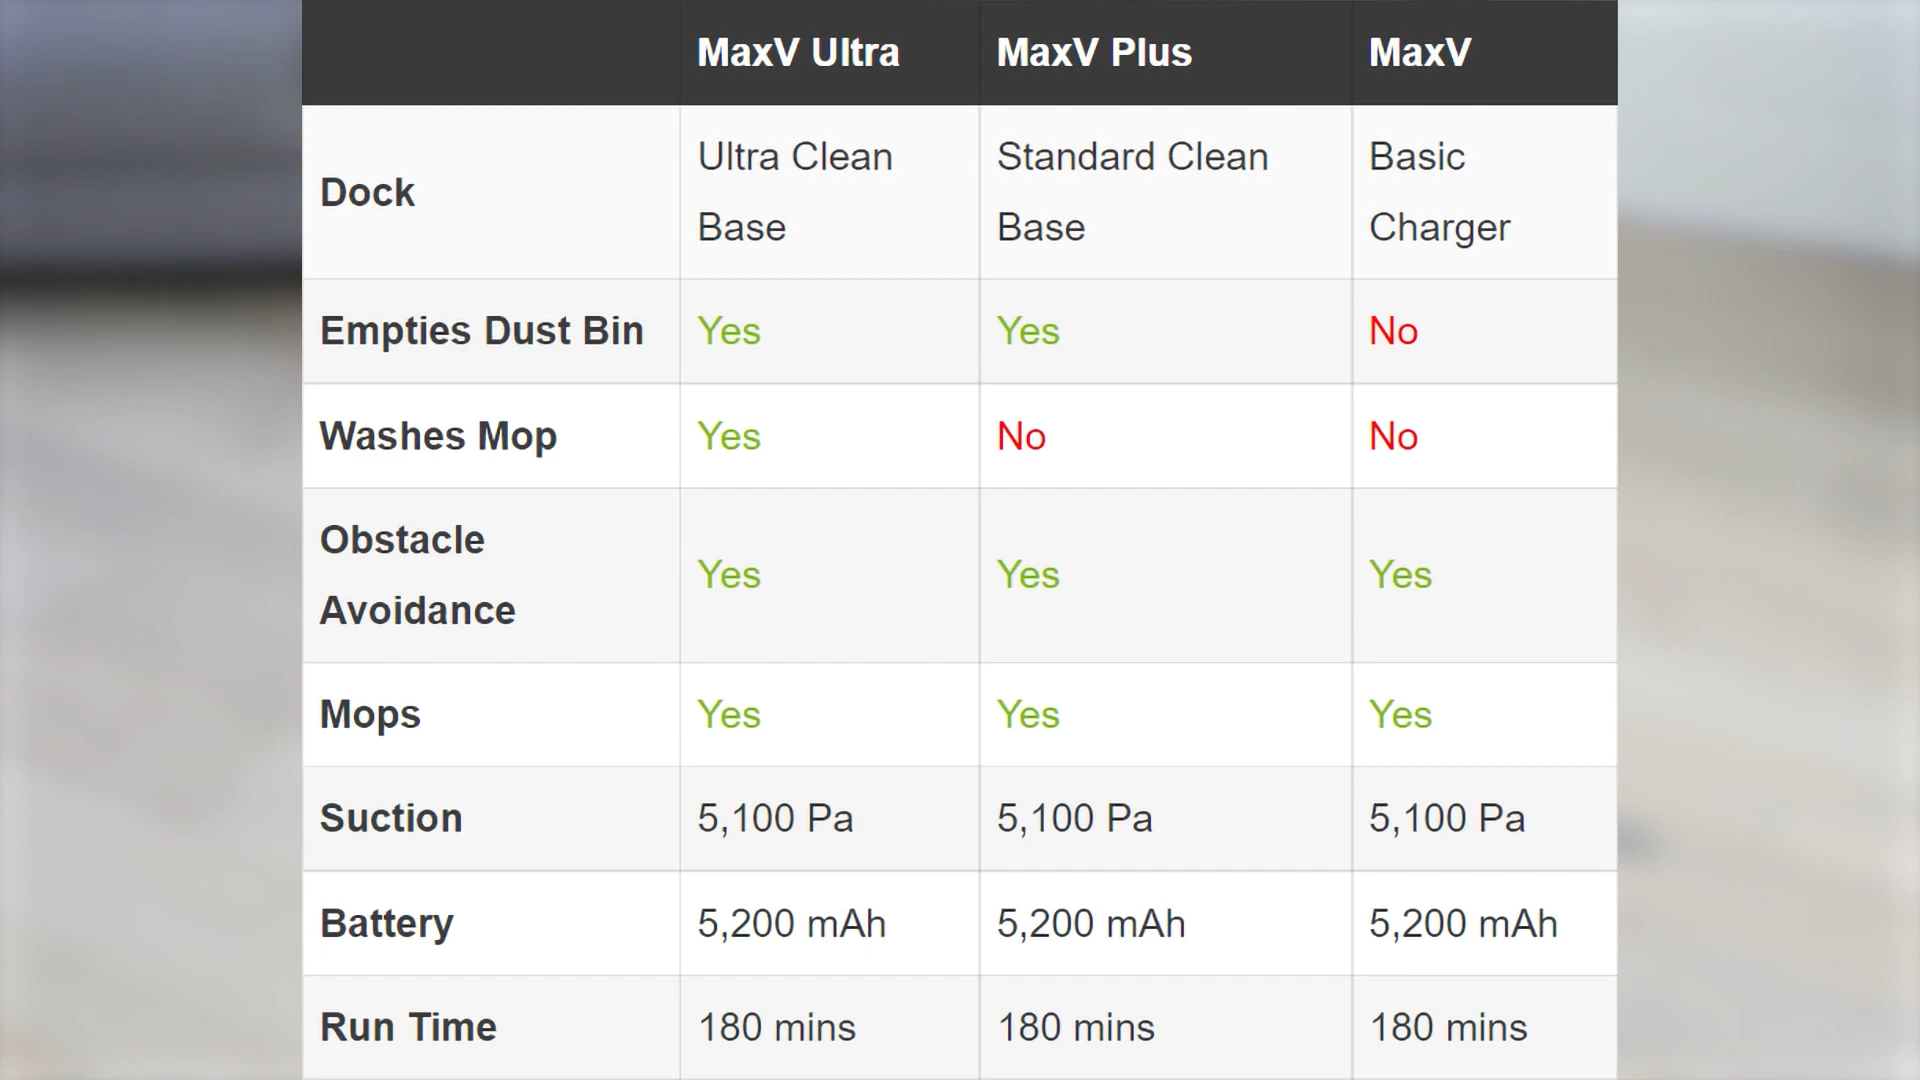 MaxV Ultra MaxV Plus MaxV
Dock Ultra Clean Base Standard Clean Base Basic Charger
Empties Dust Bin Yes Yes No
Washes Mop Yes No No
Obstacle Avoidance Yes Yes Yes
Mops Yes Yes Yes
Suction 5,100 Pa 5,100 Pa 5,100 Pa
Battery 5,200 mAh 5,200 mAh 5,200 mAh
Run Time 180 mins 180 mins 180 mins